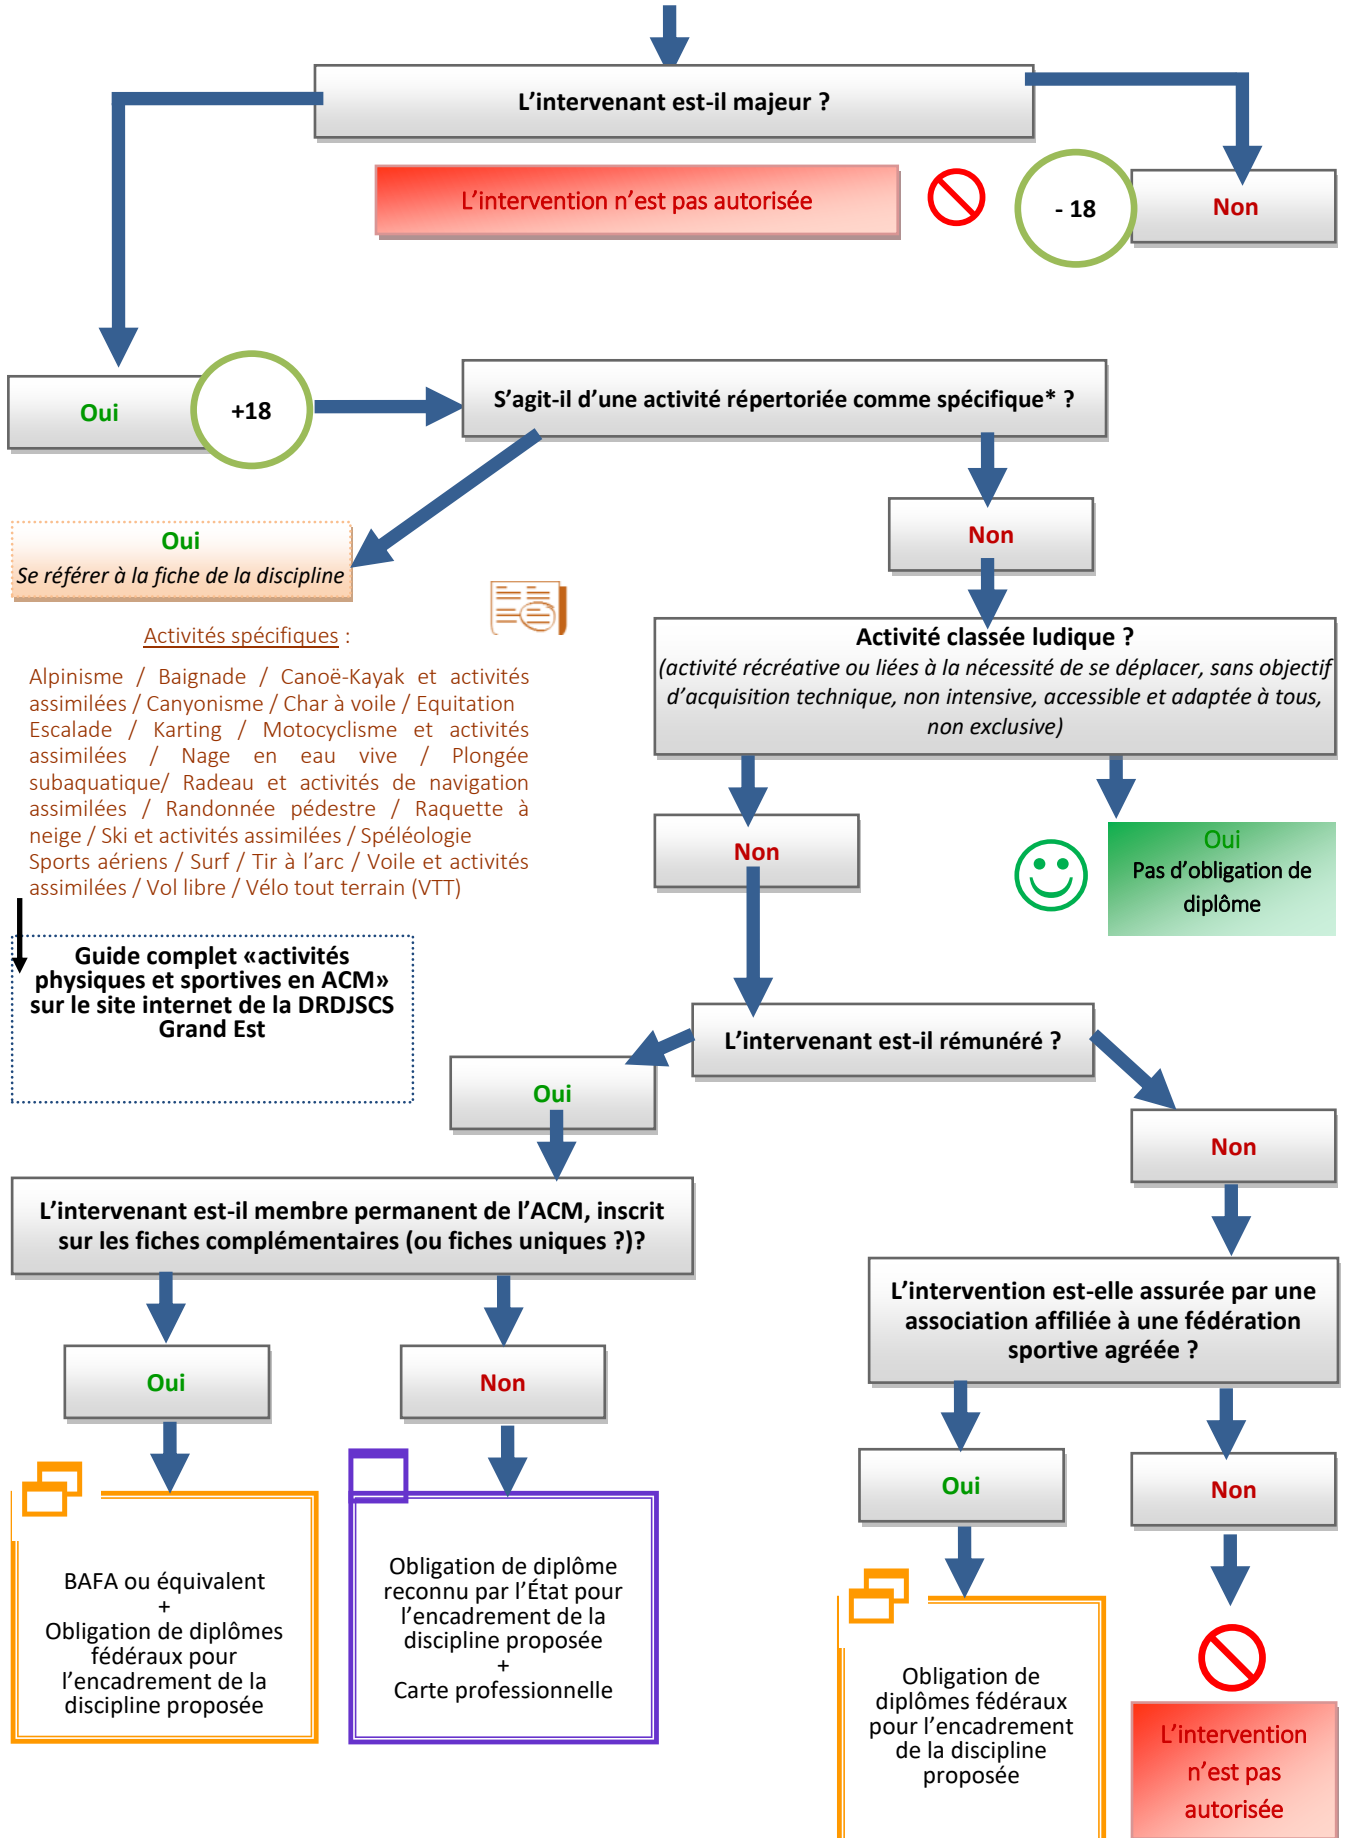 L'intervenant est-il majeur ?
L'intervention n'est pas autorisée
- 18
Non
Oui
+18
S'agit-il d'une activité répertoriée comme spécifique* ?
Oui
Se référer à la fiche de la discipline
Non
Activités spécifiques :
Alpinisme / Baignade / Canoë-Kayak et activités
assimilées / Canyonisme / Char à voile / Equitation
Escalade / Karting / Motocyclisme et activités
assimilées / Nage en eau vive / Plongée
subaquatique/ Radeau et activités de navigation
assimilées / Randonnée pédestre / Raquette à
neige / Ski et activités assimilées / Spéléologie
Sports aériens / Surf / Tir à l'arc / Voile et activités
assimilées / Vol libre / Vélo tout terrain (VTT)
Activité classée ludique ?
(activité récréative ou liées à la nécessité de se déplacer, sans objectif
d'acquisition technique, non intensive, accessible et adaptée à tous,
non exclusive)
Non
Oui
Pas d'obligation de
diplôme
Guide complet «activités
physiques et sportives en ACM»
sur le site internet de la DRDJSCS
Grand Est
L'intervenant est-il rémunéré ?
Oui
Non
L'intervenant est-il membre permanent de l'ACM, inscrit
sur les fiches complémentaires (ou fiches uniques ?)?
L'intervention est-elle assurée par une
association affiliée à une fédération
sportive agréée ?
Oui
Non
Oui
Non
BAFA ou équivalent
+
Obligation de diplômes
fédéraux pour
l'encadrement de la
discipline proposée
Obligation de diplôme
reconnu par l'État pour
l'encadrement de la
discipline proposée
+
Carte professionnelle
Obligation de
diplômes fédéraux
pour l'encadrement
de la discipline
proposée
L'intervention
n'est pas
autorisée